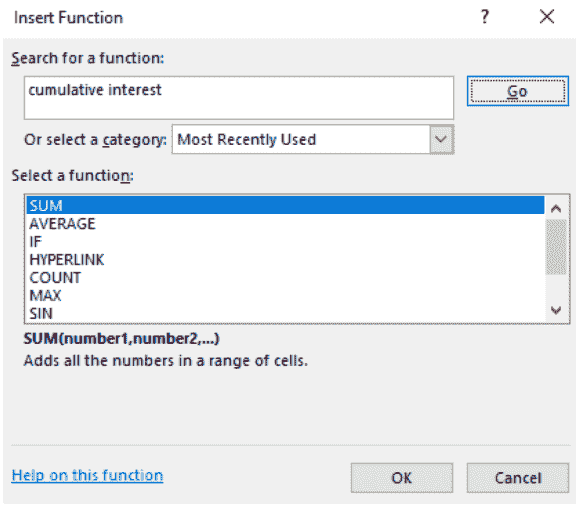 Insert Function
?
Search for a function:
cumulative interest
Go
Or select a category: Most Recently Used
Select a function:
SUM
AVERAGE
IF
HYPERLINK
COUNT
MAX
SIN
SUM(number1,number2,...)
Adds all the numbers in a range of cells.
Help on this function
OK
Cancel